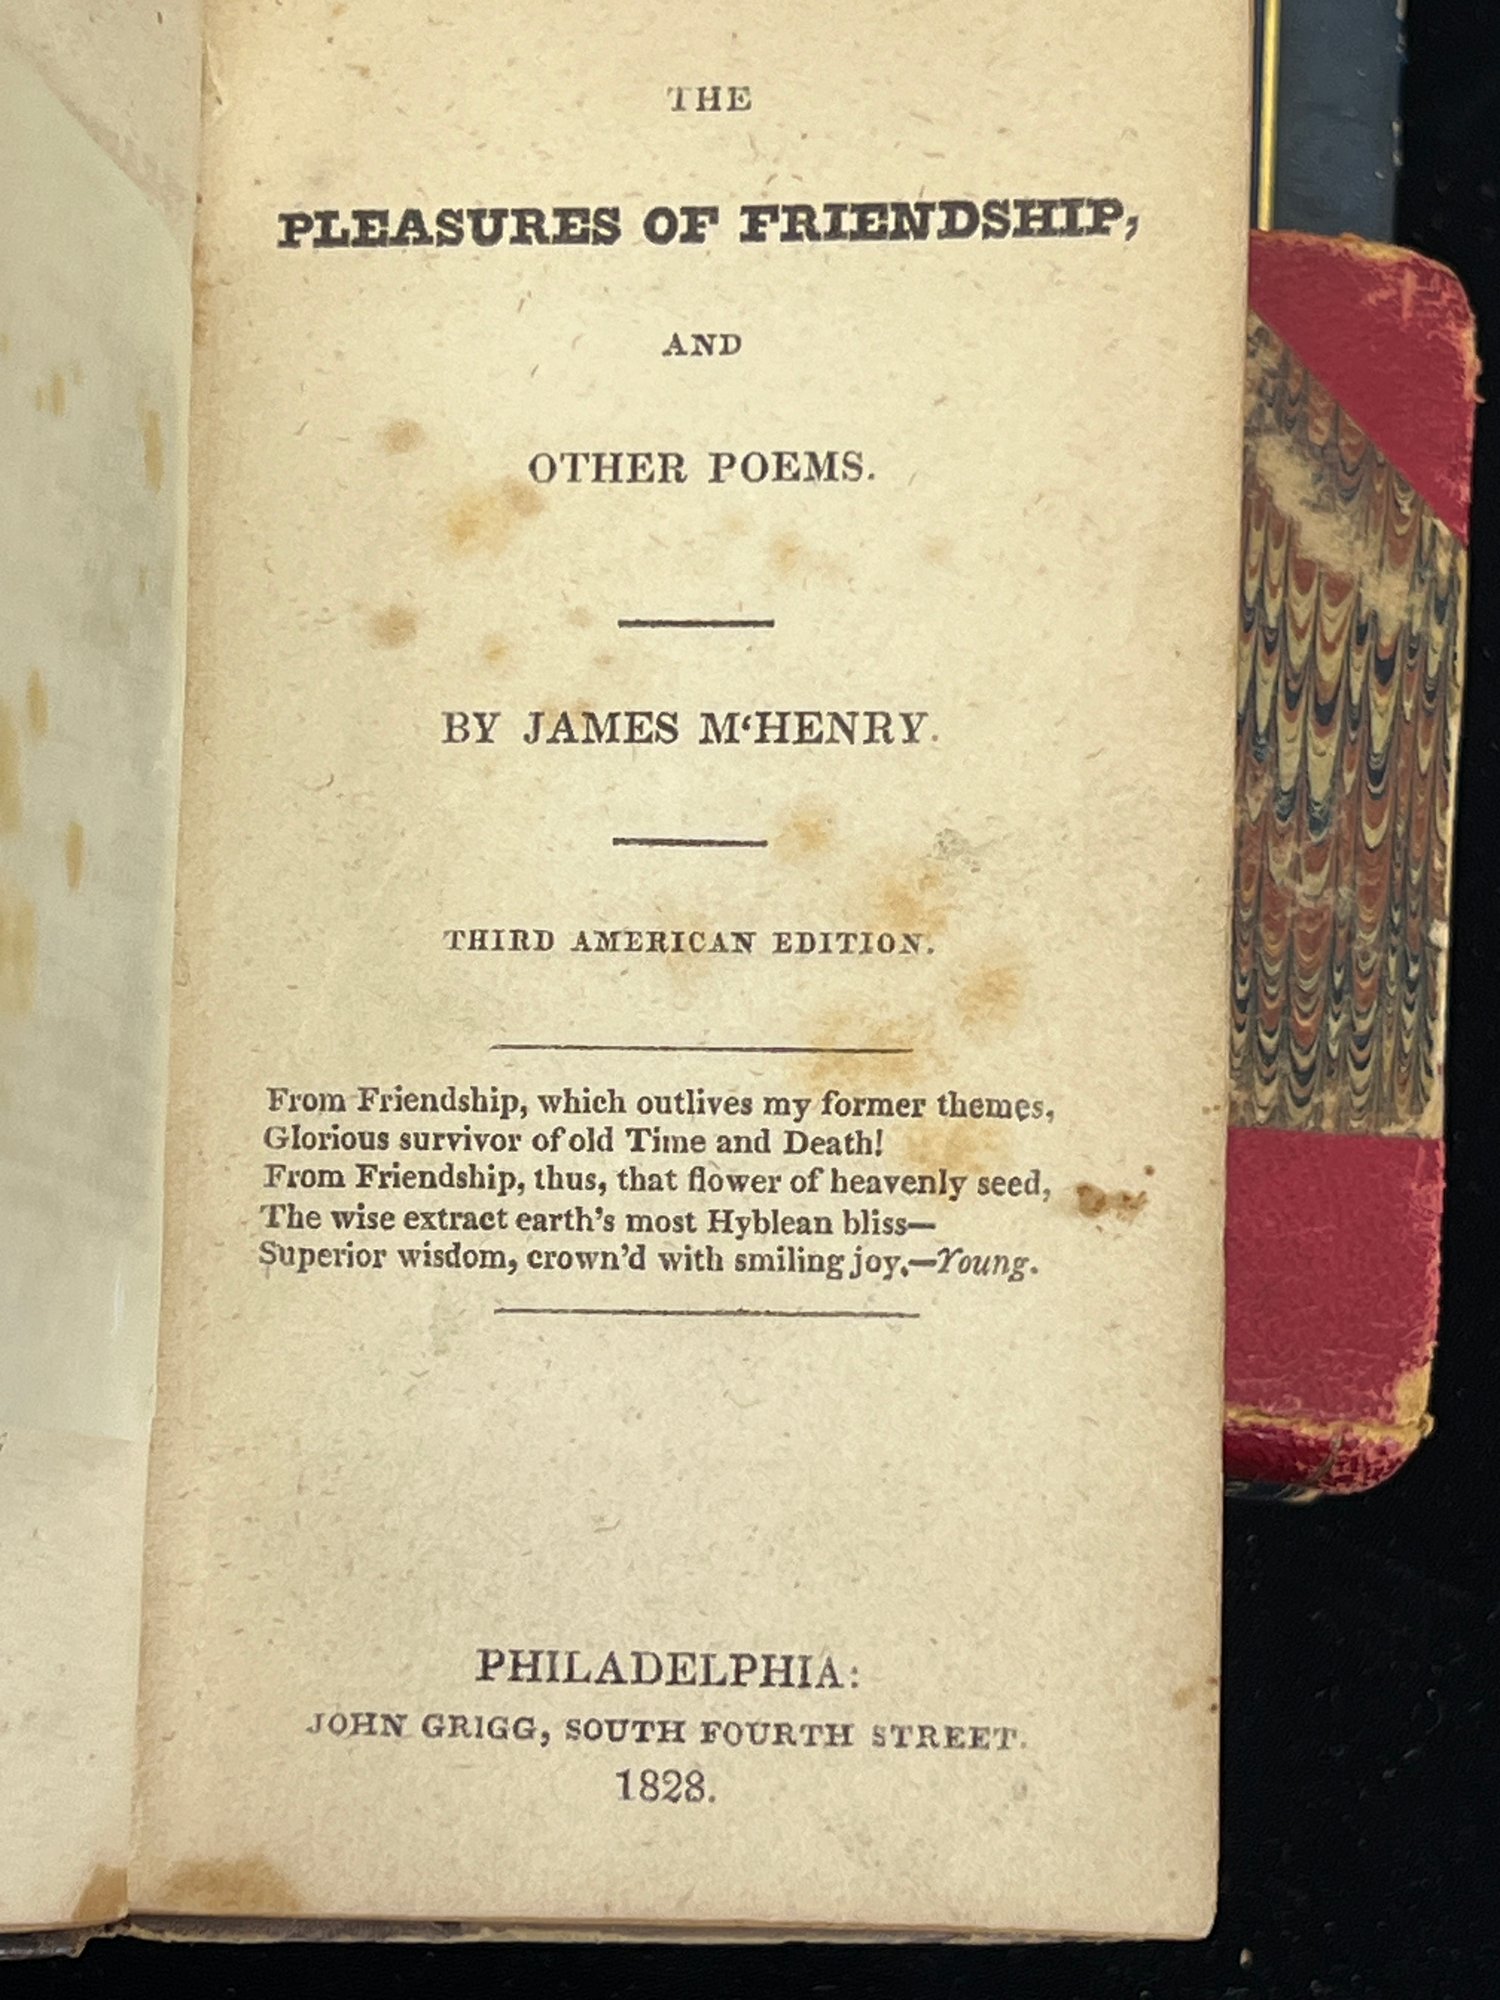 THE
PLEASURES OF FRIENDSHIP,
AND
OTHER POEMS.
BY JAMES M‘HENRY.
THIRD AMERICAN EDITION.
From Friendship, which outlives my former themes,
Glorious survivor of old Time and Death!
From Friendship, thus, that flower of heavenly seed,
The wise extract earth's most Hyblean bliss—
Superior wisdom, crown'd with smiling joy.—Young.
PHILADELPHIA:
JOHN GRIGG, SOUTH FOURTH STREET.
1828.